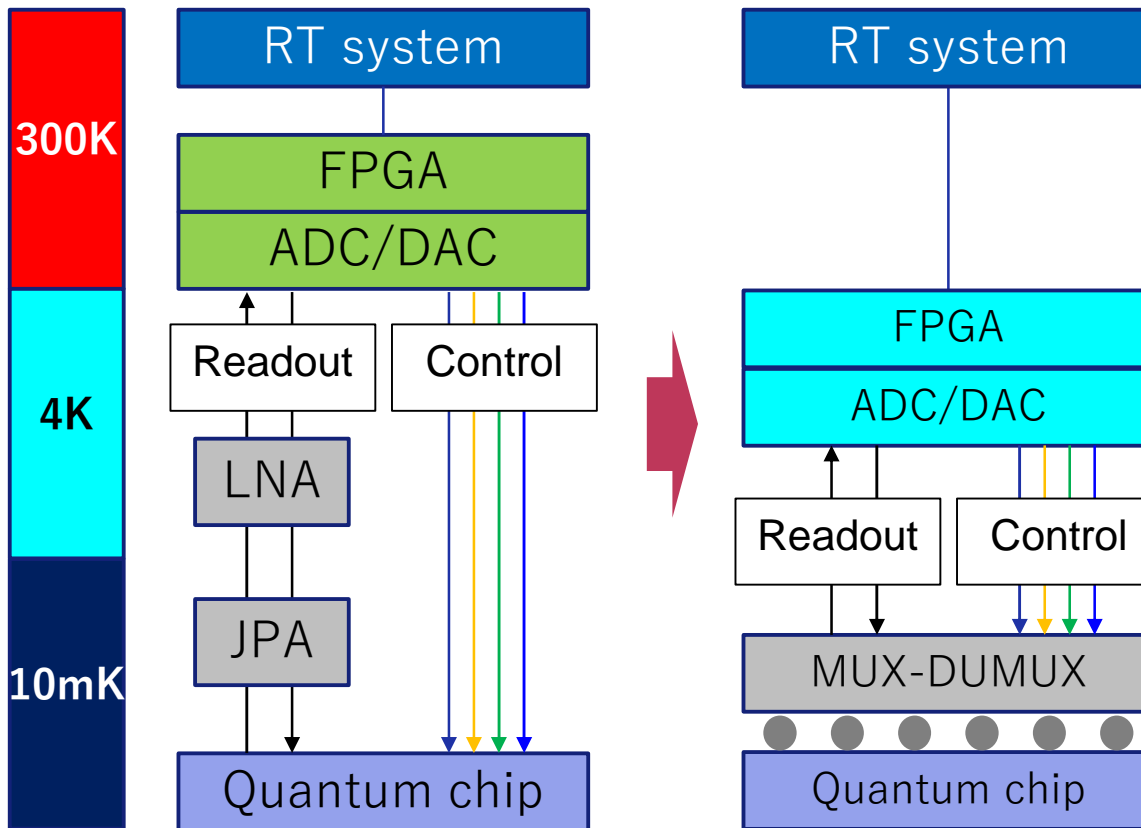 300K
4K
10mK
RT system
FPGA
ADC/DAC
Readout
Control
LNA
JPA
Quantum chip
RT system
FPGA
ADC/DAC
Readout
Control
MUX-DUMUX
Quantum chip